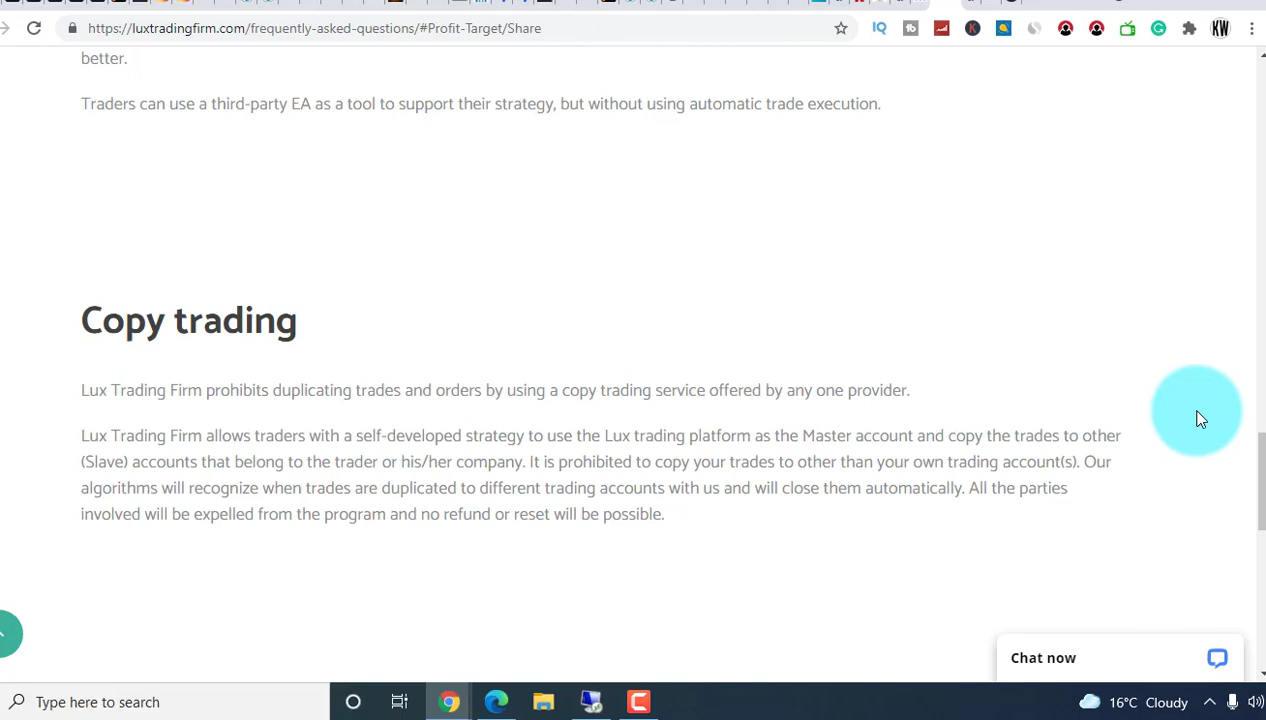 https://luxtradingfirm.com/frequently-asked-questions/#Profit-Target/Share
IQ
tb
K
KW
better.
Traders can use a third-party EA as a tool to support their strategy, but without using automatic trade execution.
Copy trading
Lux Trading Firm prohibits duplicating trades and orders by using a copy trading service offered by any one provider.
Lux Trading Firm allows traders with a self-developed strategy to use the Lux trading platform as the Master account and copy the trades to other
(Slave) accounts that belong to the trader or his/her company. It is prohibited to copy your trades to other than your own trading account(s). Our
algorithms will recognize when trades are duplicated to different trading accounts with us and will close them automatically. All the parties
involved will be expelled from the program and no refund or reset will be possible.
Chat now
Type here to search
16°C Cloudy